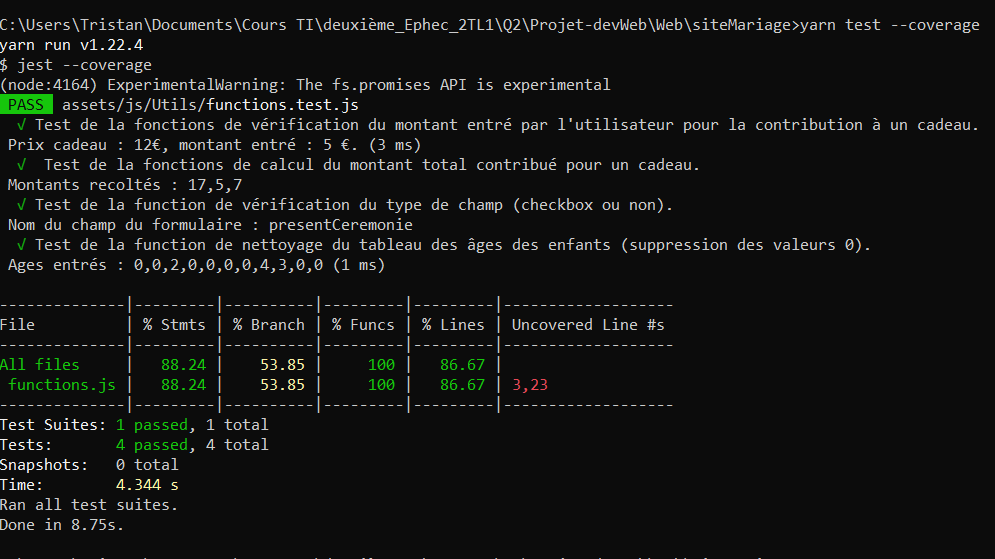 C:\Users\Tristan\Documents\Cours TI\deuxième_Ephec_2TL1\Q2\Projet-devWeb\Web\siteMariage>yarn test --coverage
yarn run v1.22.4
$ jest --coverage
(node:4164) ExperimentalWarning: The fs.promises API is experimental
PASS assets/js/Utils/functions.test.js
√ Test de la fonctions de vérification du montant entré par l'utilisateur pour la contribution à un cadeau.
Prix cadeau : 12€, montant entré : 5 €. (3 ms)
√  Test de la fonctions de calcul du montant total contribué pour un cadeau.
Montants recoltés : 17,5,7
√ Test de la function de vérification du type de champ (checkbox ou non).
Nom du champ du formulaire : presentCeremonie
√ Test de la function de nettoyage du tableau des âges des enfants (suppression des valeurs 0).
Ages entrés : 0,0,2,0,0,0,0,4,3,0,0 (1 ms)
--------------|---------|----------|---------|---------|-------------------
File          | % Stmts | % Branch | % Funcs | % Lines | Uncovered Line #s
--------------|---------|----------|---------|---------|-------------------
All files     |   88.24 |    53.85 |     100 |   86.67 |
 functions.js |   88.24 |    53.85 |     100 |   86.67 | 3,23
--------------|---------|----------|---------|---------|-------------------
Test Suites: 1 passed, 1 total
Tests:       4 passed, 4 total
Snapshots:   0 total
Time:        4.344 s
Ran all test suites.
Done in 8.75s.